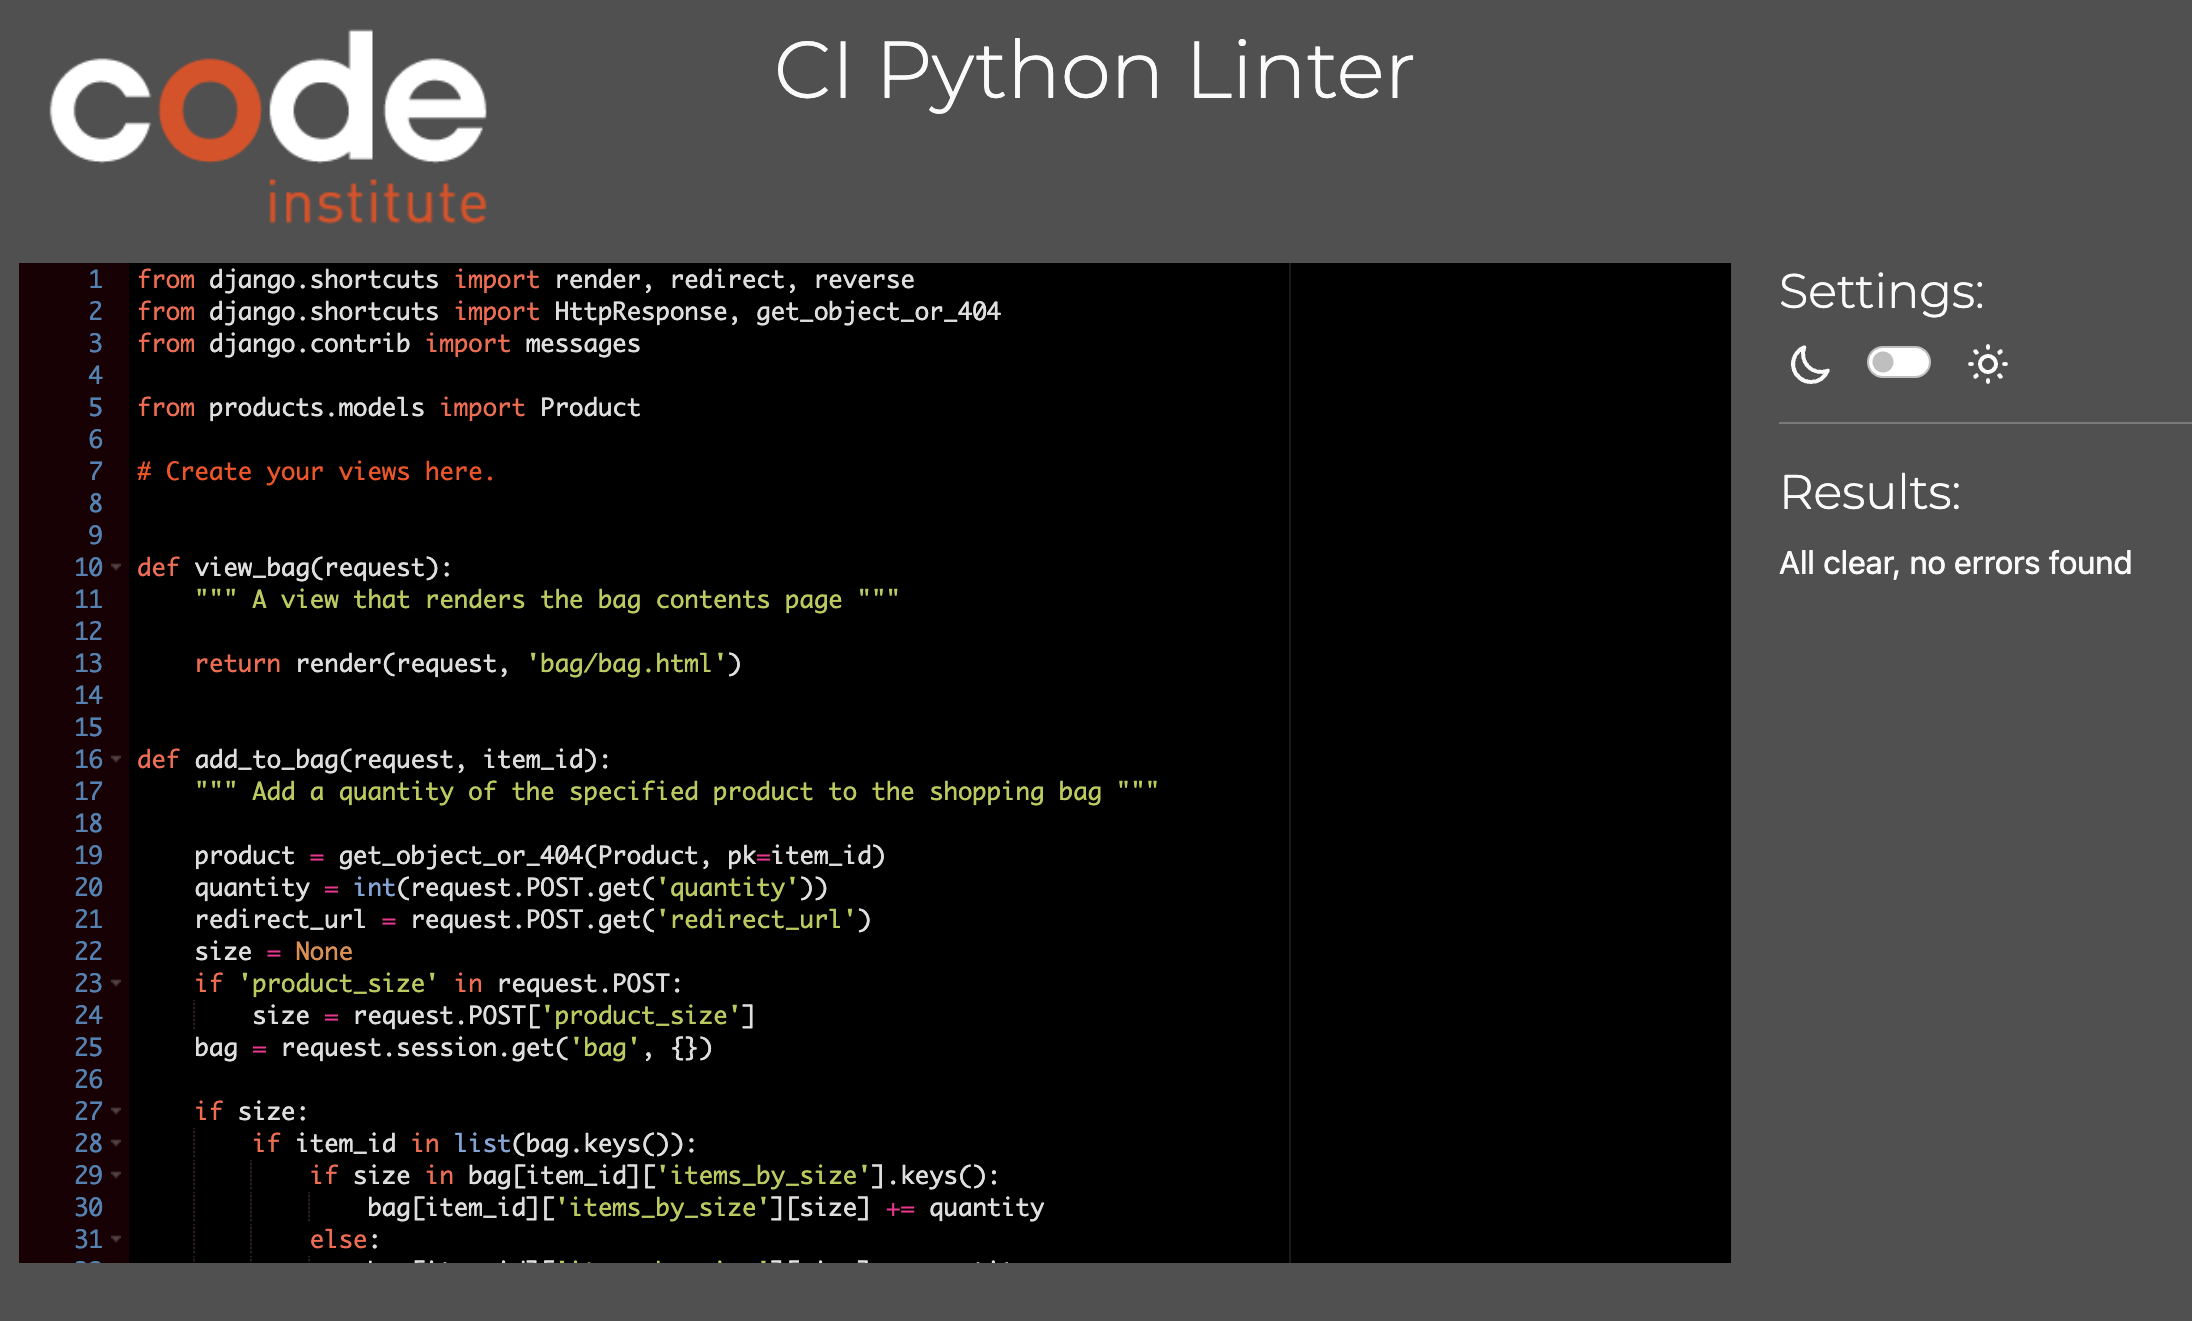 code
institute
CI Python Linter
1 from django.shortcuts import render, redirect, reverse
2 from django.shortcuts import HttpResponse, get_object_or_404
3 from django.contrib import messages
4
5 from products.models import Product
6
7 # Create your views here.
8
9
10 def view_bag(request):
11     """ A view that renders the bag contents page """
12
13     return render(request, 'bag/bag.html')
14
15
16 def add_to_bag(request, item_id):
17     """ Add a quantity of the specified product to the shopping bag """
18
19     product = get_object_or_404(Product, pk=item_id)
20     quantity = int(request.POST.get('quantity'))
21     redirect_url = request.POST.get('redirect_url')
22     size = None
23     if 'product_size' in request.POST:
24         size = request.POST['product_size']
25     bag = request.session.get('bag', {})
26
27     if size:
28         if item_id in list(bag.keys()):
29             if size in bag[item_id]['items_by_size'].keys():
30                 bag[item_id]['items_by_size'][size] += quantity
31             else:
Settings:
Results:
All clear, no errors found